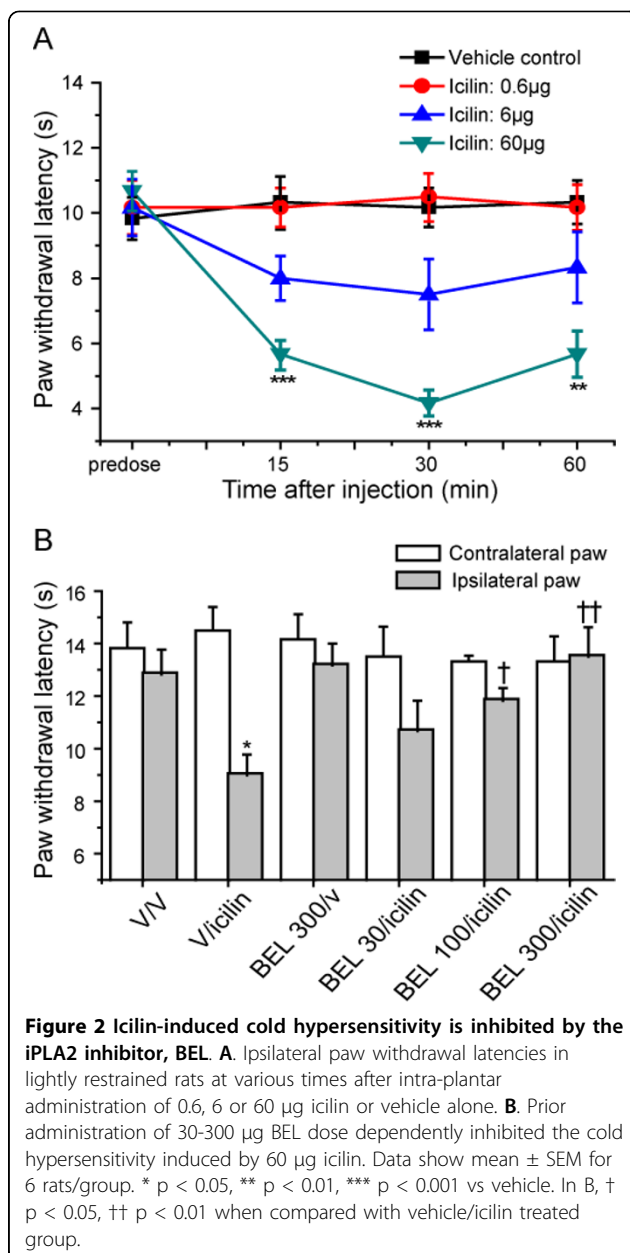 A
Vehicle control
Icilin: 0.6µg
Icilin: 6µg
Icilin: 60µg
Paw withdrawal latency (s)
14
12
10
8
6
4
***
***
**
predose
15
30
60
Time after injection (min)
B
Contralateral paw
Ipsilateral paw
Paw withdrawal latency (s)
16
14
12
10
8
6
*
†
††
V/V
V/icilin
BEL 300/v
BEL 30/icilin
BEL 100/icilin
BEL 300/icilin
Figure 2 Icilin-induced cold hypersensitivity is inhibited by the
iPLA2 inhibitor, BEL. A. Ipsilateral paw withdrawal latencies in
lightly restrained rats at various times after intra-plantar
administration of 0.6, 6 or 60 µg icilin or vehicle alone. B. Prior
administration of 30-300 µg BEL dose dependently inhibited the cold
hypersensitivity induced by 60 µg icilin. Data show mean ± SEM for
6 rats/group. * p < 0.05, ** p < 0.01, *** p < 0.001 vs vehicle. In B, †
p < 0.05, †† p < 0.01 when compared with vehicle/icilin treated
group.